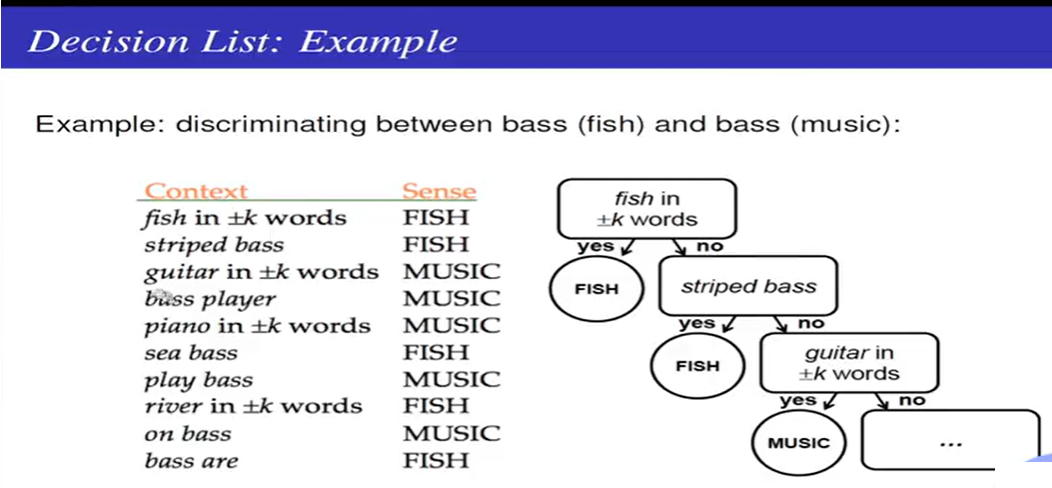 Decision List: Example
Example: discriminating between bass (fish) and bass (music):
Context Sense
fish in ±k words FISH
striped bass FISH
guitar in ±k words MUSIC
bass player MUSIC
piano in ±k words MUSIC
sea bass FISH
play bass MUSIC
river in ±k words FISH
on bass MUSIC
bass are FISH
fish in
±k words
yes no
FISH
striped bass
yes no
FISH
guitar in
±k words
yes no
MUSIC
...